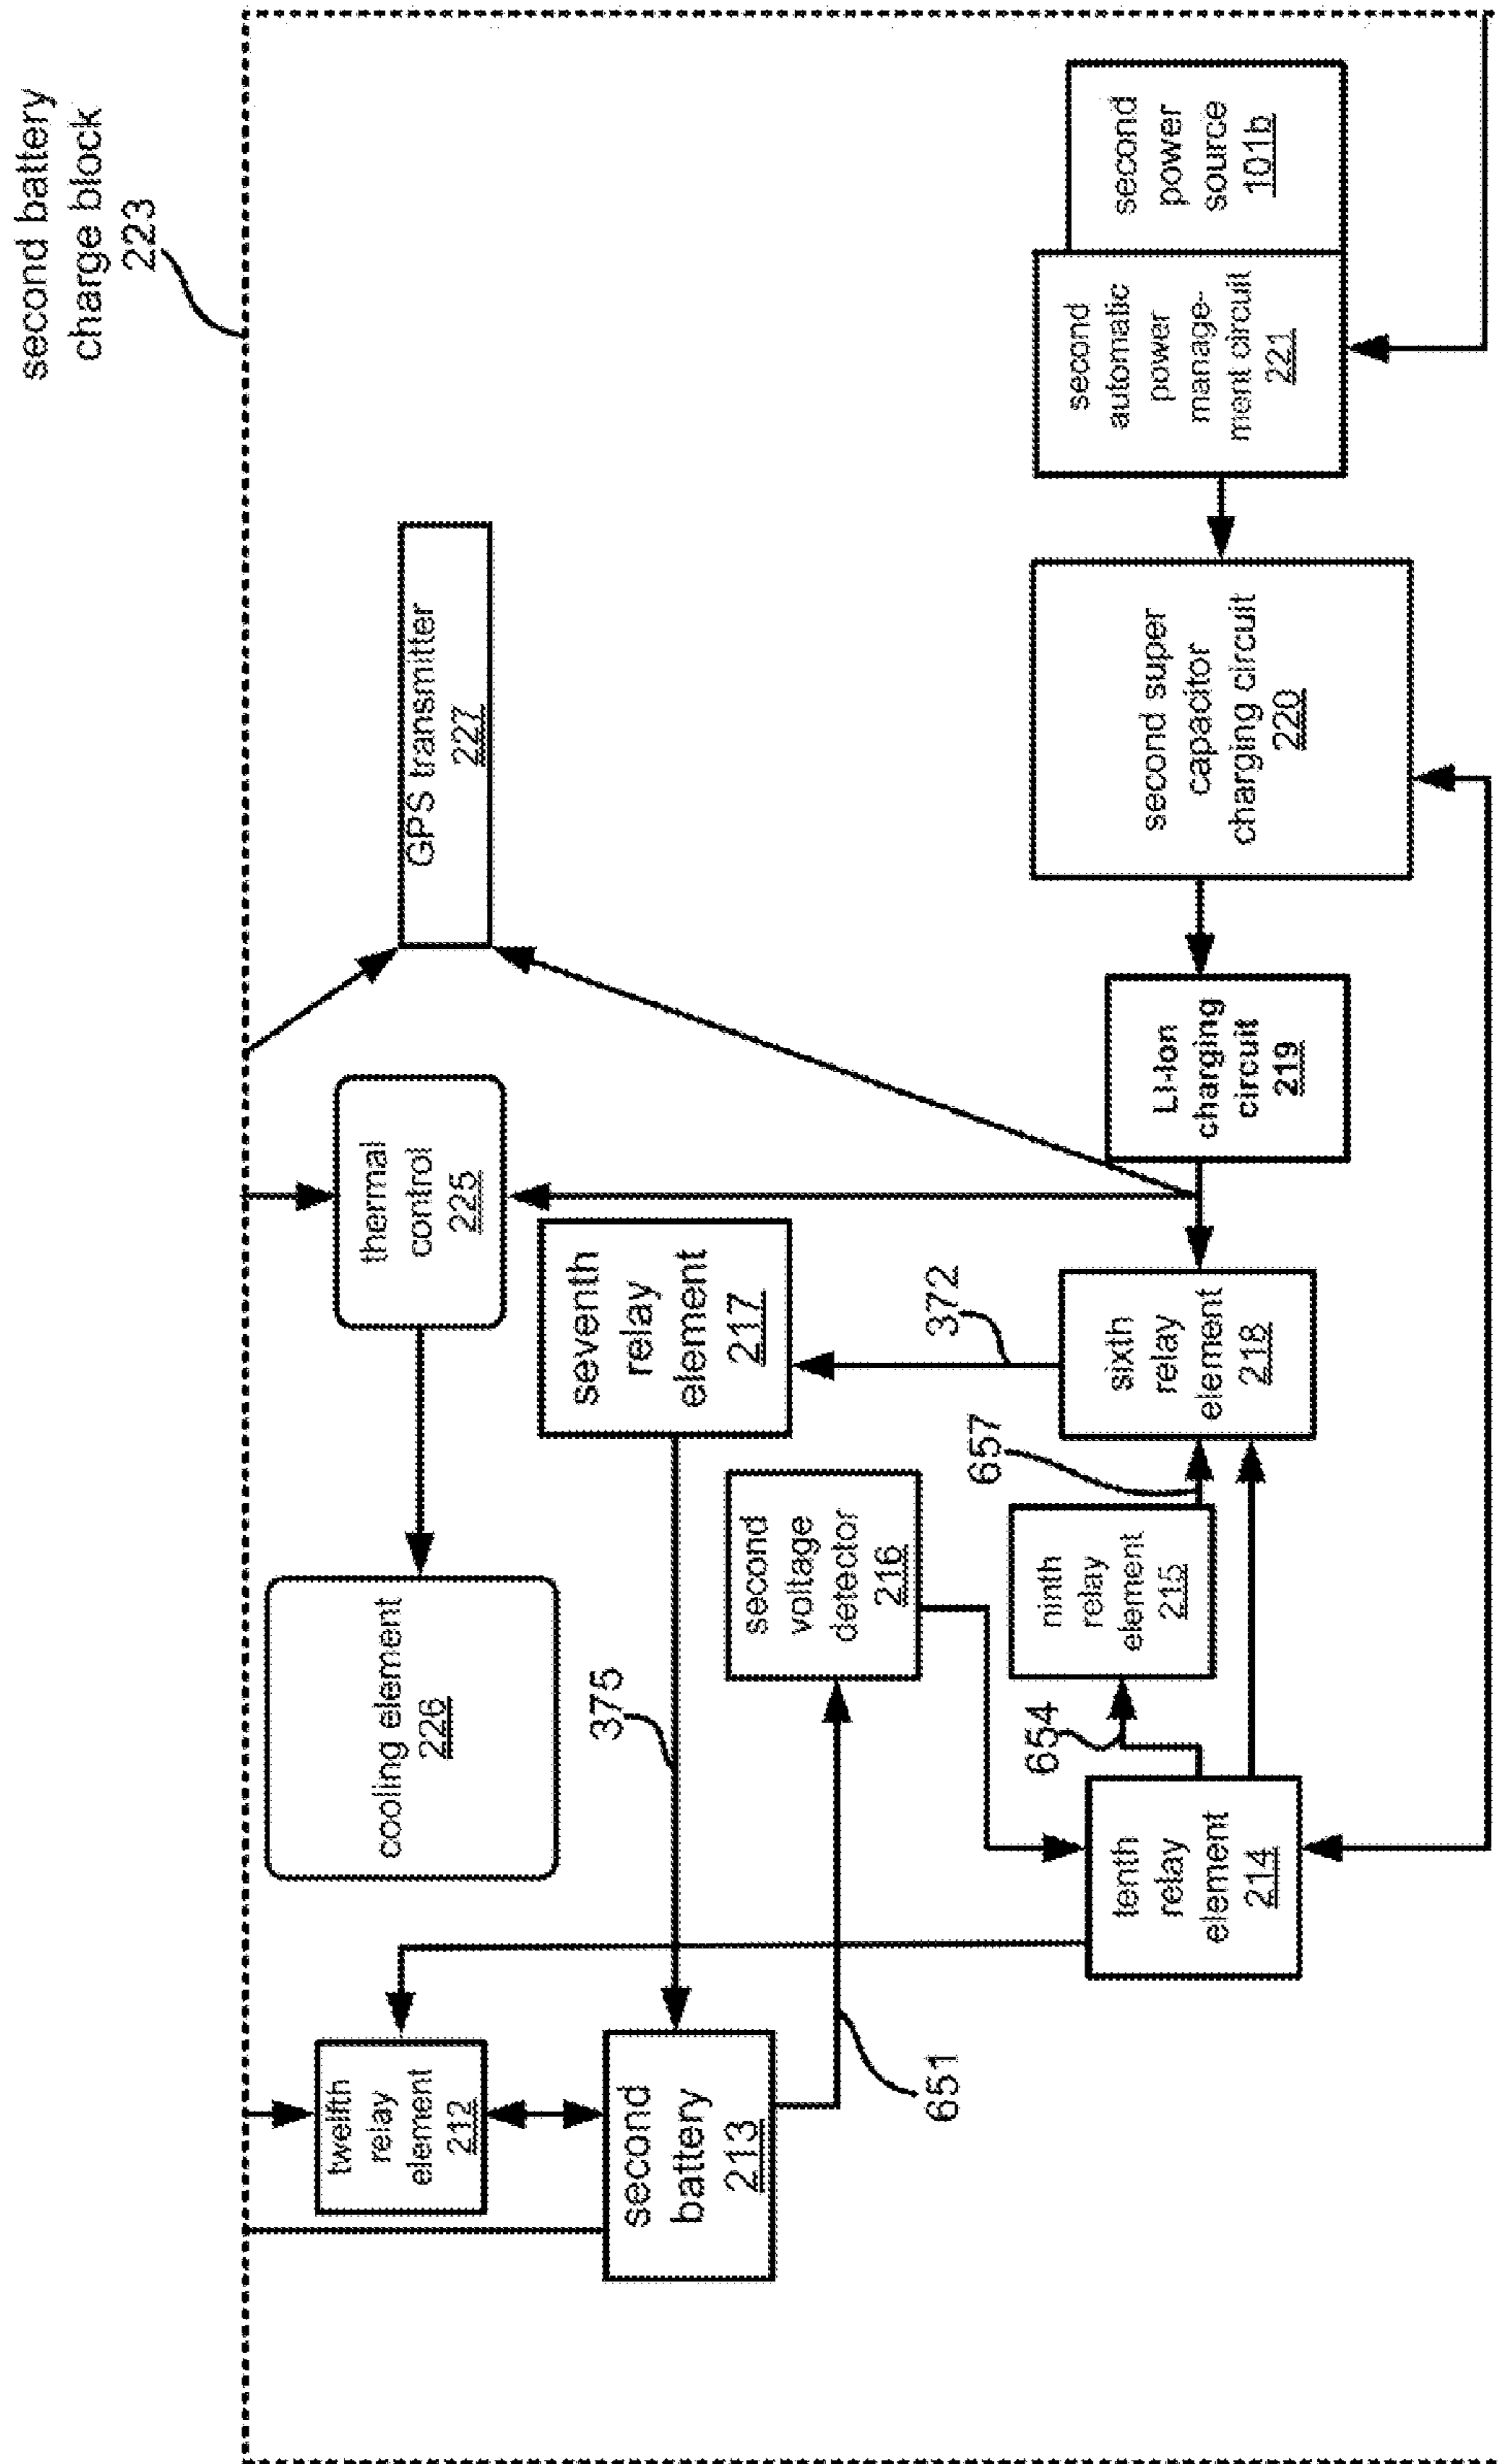 second battery
charge block
223
twelfth
relay
element
212
second
battery
213
cooling element
226
thermal
control
225
GPS transmitter
227
375
651
seventh
relay
element
217
second
voltage
detector
216
372
654
657
tenth
relay
element
214
ninth
relay
element
215
sixth
relay
element
218
Li-Ion
charging
circuit
219
second super
capacitor
charging circuit
220
second
automatic
power
manage-
ment circuit
221
second
power
source
101b